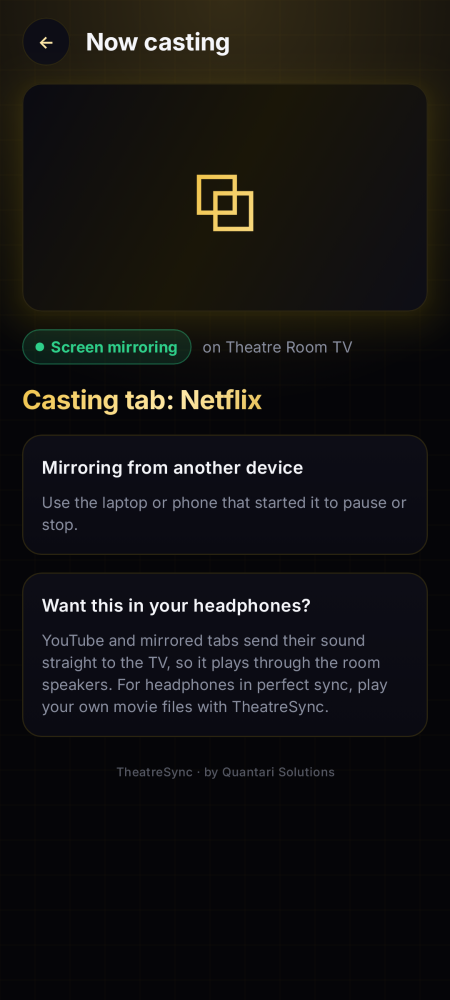 ← Now casting
Screen mirroring on Theatre Room TV
Casting tab: Netflix
Mirroring from another device
Use the laptop or phone that started it to pause or
stop.
Want this in your headphones?
YouTube and mirrored tabs send their sound
straight to the TV, so it plays through the room
speakers. For headphones in perfect sync, play
your own movie files with TheatreSync.
TheatreSync · by Quantari Solutions